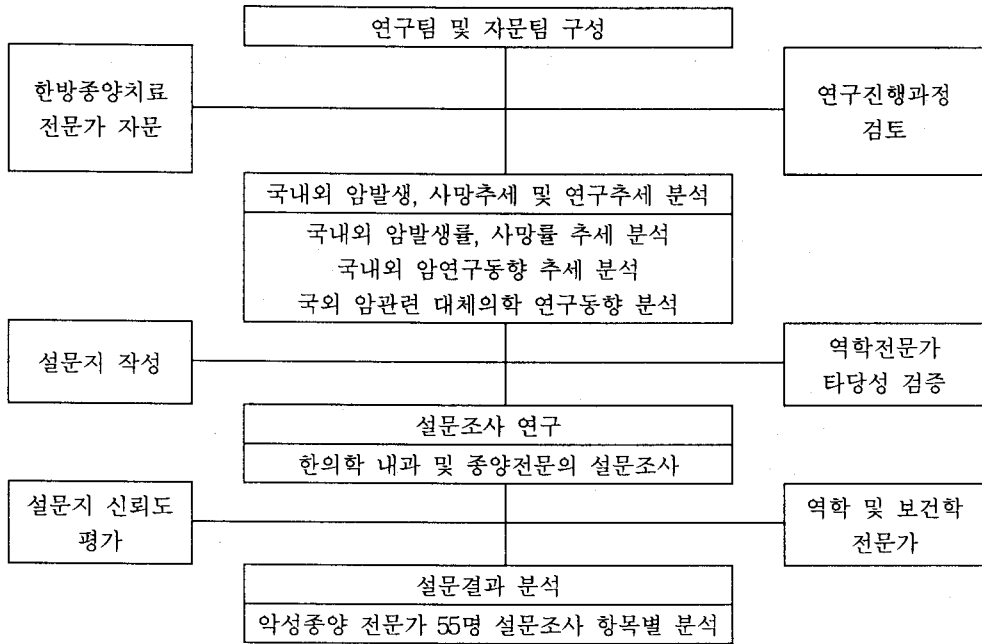 연구팀 및 자문팀 구성
한방종양치료
전문가 자문
연구진행과정
검토
국내외 암발생, 사망추세 및 연구추세 분석
국내외 암발생률, 사망률 추세 분석
국내외 암연구동향 추세 분석
국외 암관련 대체의학 연구동향 분석
설문지 작성
역학전문가
타당성 검증
설문조사 연구
한의학 내과 및 종양전문의 설문조사
설문지 신뢰도
평가
역학 및 보건학
전문가
설문결과 분석
악성종양 전문가 55명 설문조사 항목별 분석